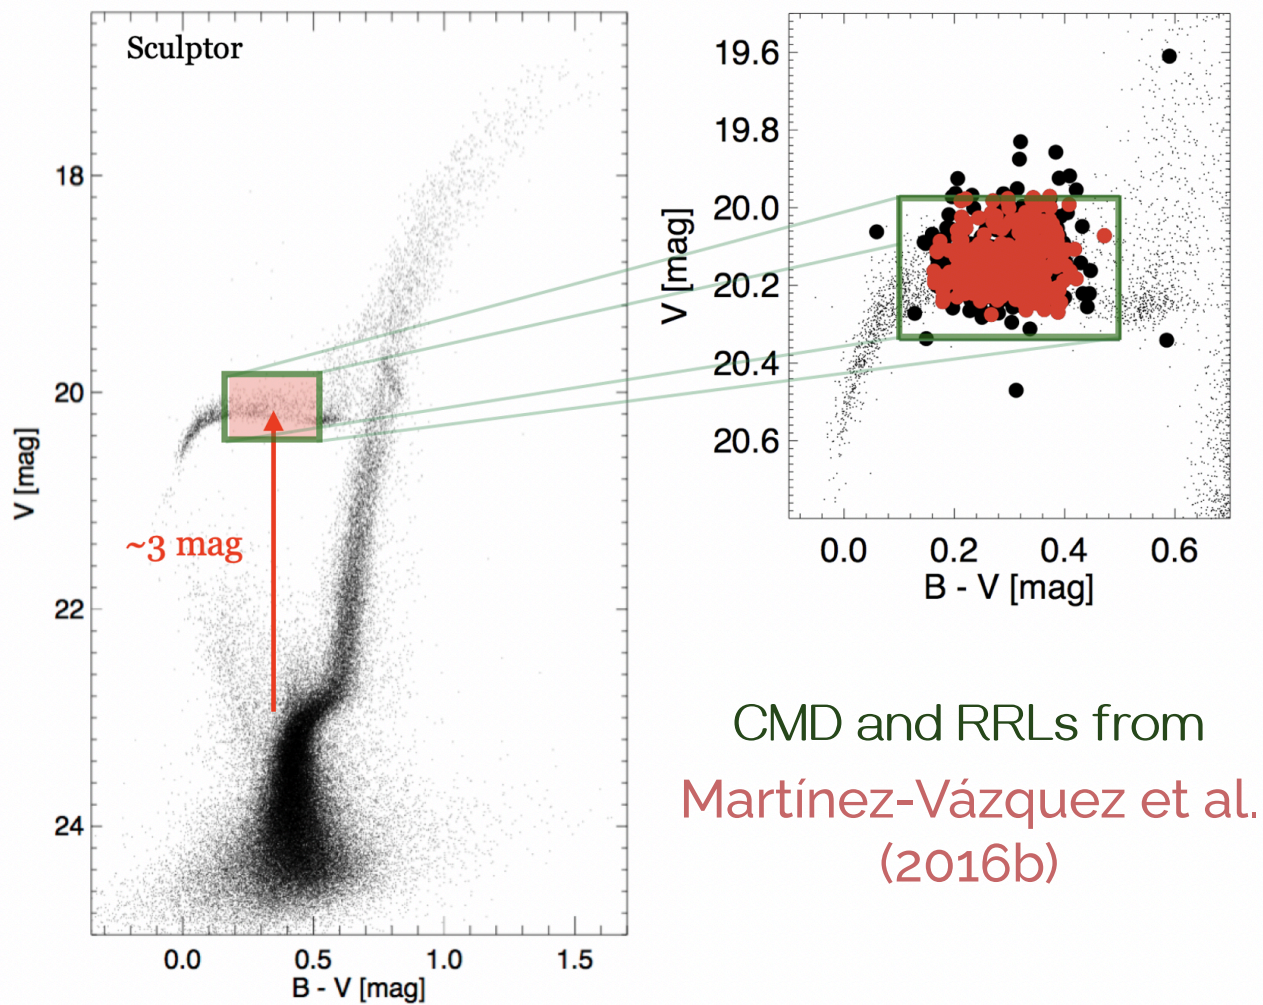 Sculptor
18
20
22
24
V [mag]
~3 mag
0.0 0.5 1.0 1.5
B - V [mag]
19.6
19.8
20.0
20.2
20.4
20.6
V [mag]
0.0 0.2 0.4 0.6
B - V [mag]
CMD and RRLs from
Martínez-Vázquez et al.
(2016b)